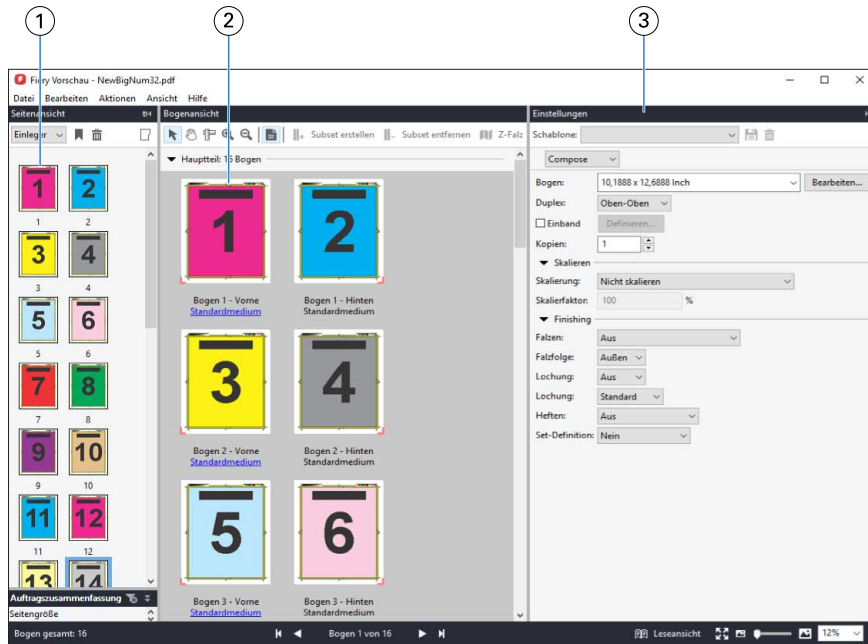 1 2 3
Fiery Vorschau - NewBigNum32.pdf
Datei Bearbeiten Aktionen Ansicht Hilfe
Seitenansicht Bogenansicht Einstellungen
Einleger Subset erstellen Subset entfernen Z-Falz Schablone:
Hauptteil: 16 Bogen
Compose
Bogen: 10,1888 x 12,6888 Inch Bearbeiten...
Duplex: Oben-Oben
Einband Definieren...
Kopien: 1
Skalieren
Skalierung: Nicht skalieren
Skalierfaktor: 100 %
Finishing
Falzen: Aus
Falzfolge: Außen
Lochung: Aus
Lochung: Standard
Heften: Aus
Set-Definition: Nein
1 2
1 2
3 4
3 4
5 6
5 6
7 8
7 8
9 10
9 10
11 12
11 12
13 14
1 2
Bogen 1 - Vorne Bogen 1 - Hinten
Standardmedium Standardmedium
3 4
Bogen 2 - Vorne Bogen 2 - Hinten
Standardmedium Standardmedium
5 6
Bogen 3 - Vorne Bogen 3 - Hinten
Standardmedium Standardmedium
Auftragszusammenfassung
Seitengröße
Bogen gesamt: 16 Bogen 1 von 16 Leseansicht 12%